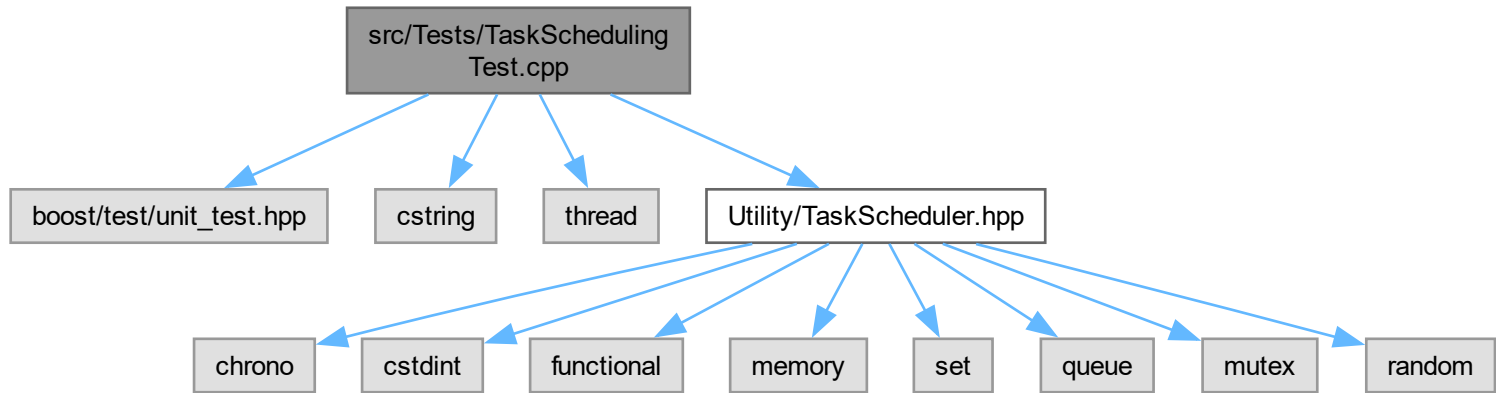 src/Tests/TaskScheduling
Test.cpp
boost/test/unit_test.hpp
cstring
thread
Utility/TaskScheduler.hpp
chrono
cstdint
functional
memory
set
queue
mutex
random